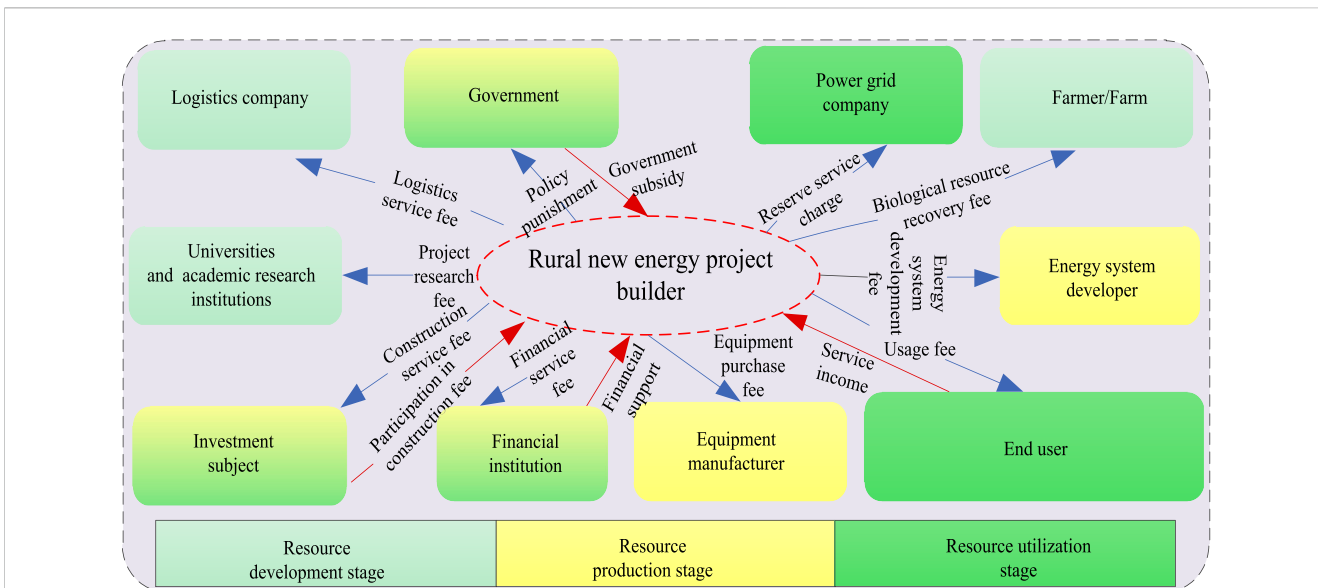 Logistics company
Government
Power grid
company
Farmer/Farm
Logistics
service fee
Policy
punishment
Government
subsidy
Reserve service
charge
Biological resource
recovery fee
Universities
and academic research
institutions
Project
research
fee
Rural new energy project
builder
Energy
system
development
fee
Energy system
developer
Construction
service fee
Participation in
construction fee
Financial
service
fee
Financial
support
Equipment
purchase
fee
Service
income
Usage fee
Investment
subject
Financial
institution
Equipment
manufacturer
End user
Resource
development stage
Resource
production stage
Resource utilization
stage